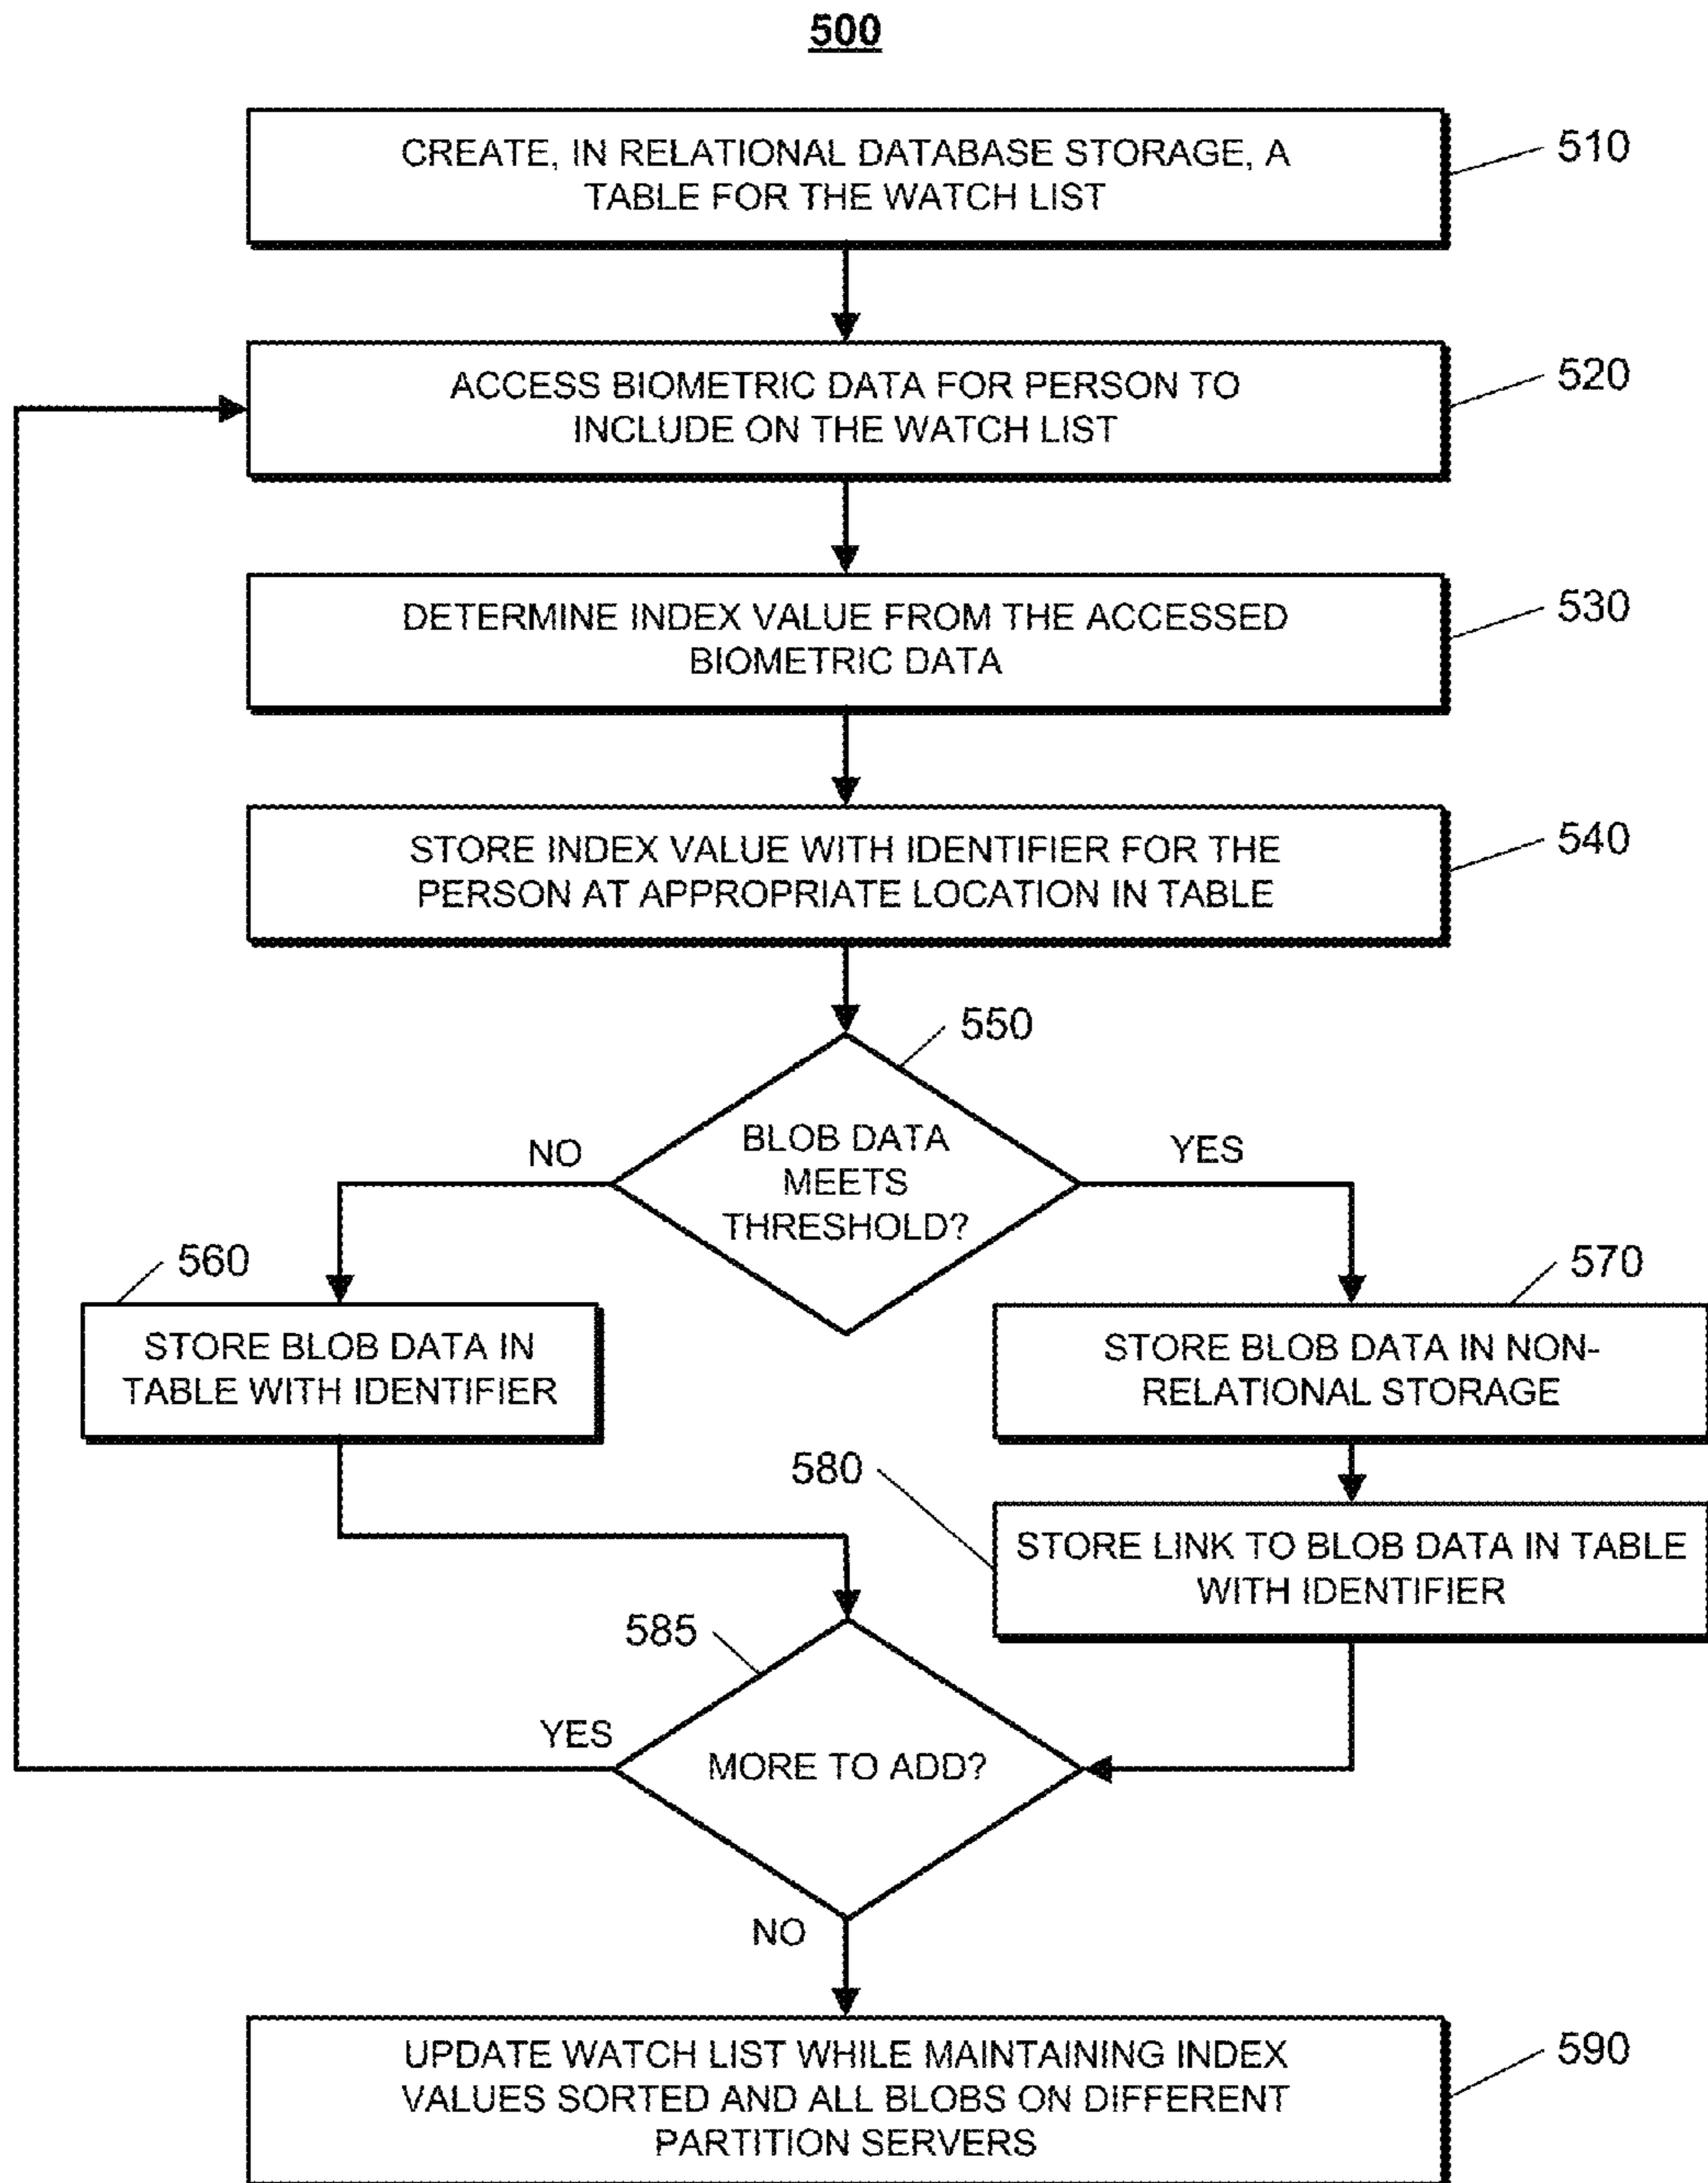 500
CREATE, IN RELATIONAL DATABASE STORAGE, A
TABLE FOR THE WATCH LIST
510
ACCESS BIOMETRIC DATA FOR PERSON TO
INCLUDE ON THE WATCH LIST
520
DETERMINE INDEX VALUE FROM THE ACCESSED
BIOMETRIC DATA
530
STORE INDEX VALUE WITH IDENTIFIER FOR THE
PERSON AT APPROPRIATE LOCATION IN TABLE
540
550
BLOB DATA
MEETS
THRESHOLD?
NO
YES
560
STORE BLOB DATA IN
TABLE WITH IDENTIFIER
570
STORE BLOB DATA IN NON-
RELATIONAL STORAGE
580
STORE LINK TO BLOB DATA IN TABLE
WITH IDENTIFIER
585
YES
MORE TO ADD?
NO
UPDATE WATCH LIST WHILE MAINTAINING INDEX
VALUES SORTED AND ALL BLOBS ON DIFFERENT
PARTITION SERVERS
590